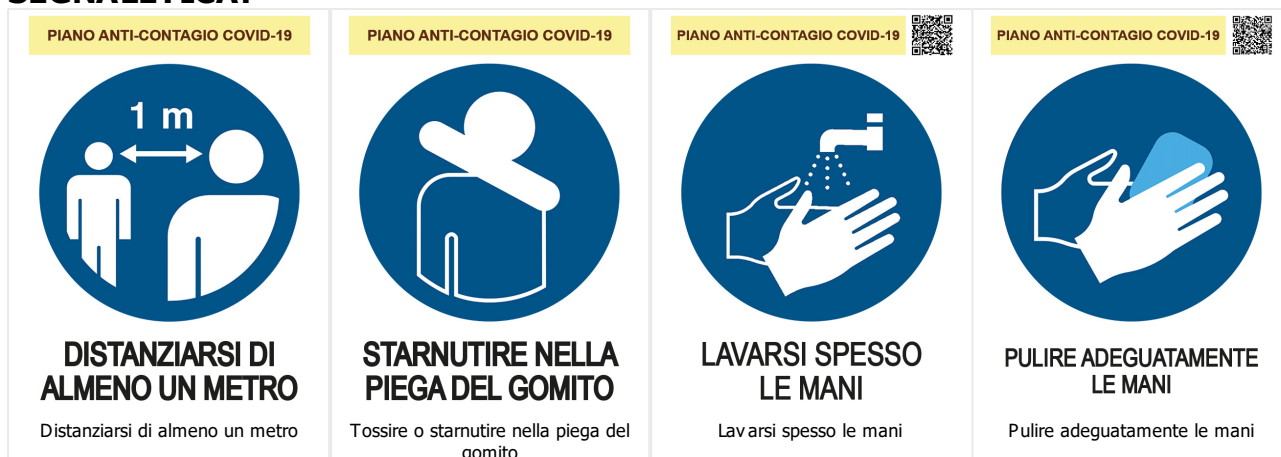 SEGNALETICA:
PIANO ANTI-CONTAGIO COVID-19
1 m
DISTANZIARSI DI
ALMENO UN METRO
Distanziarsi di almeno un metro
PIANO ANTI-CONTAGIO COVID-19
STARNUTIRE NELLA
PIEGA DEL GOMITO
Tossire o starnutire nella piega del
gomito
PIANO ANTI-CONTAGIO COVID-19
LAVARSI SPESSO
LE MANI
Lavarsi spesso le mani
PIANO ANTI-CONTAGIO COVID-19
PULIRE ADEGUATAMENTE
LE MANI
Pulire adeguatamente le mani